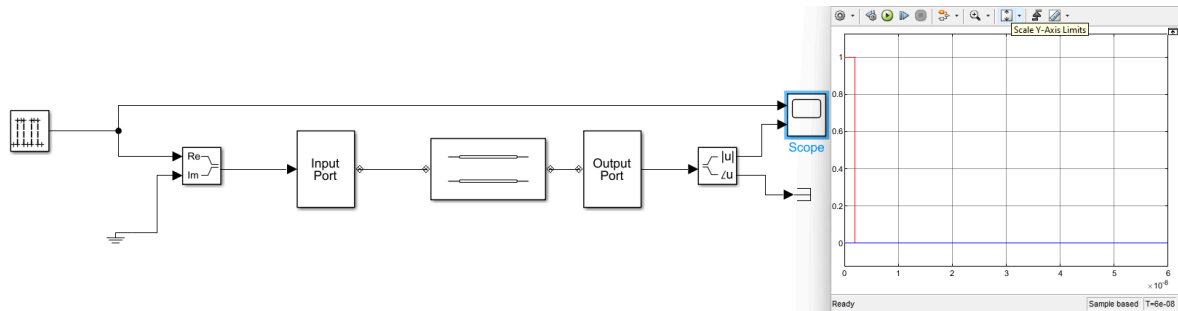 Scale Y-Axis Limits
Re
Im
Input
Port
Output
Port
|u|
∠u
Scope
1
0.8
0.6
0.4
0.2
0
0
1
2
3
4
5
6
×10^-8
Ready
Sample based
T=6e-08